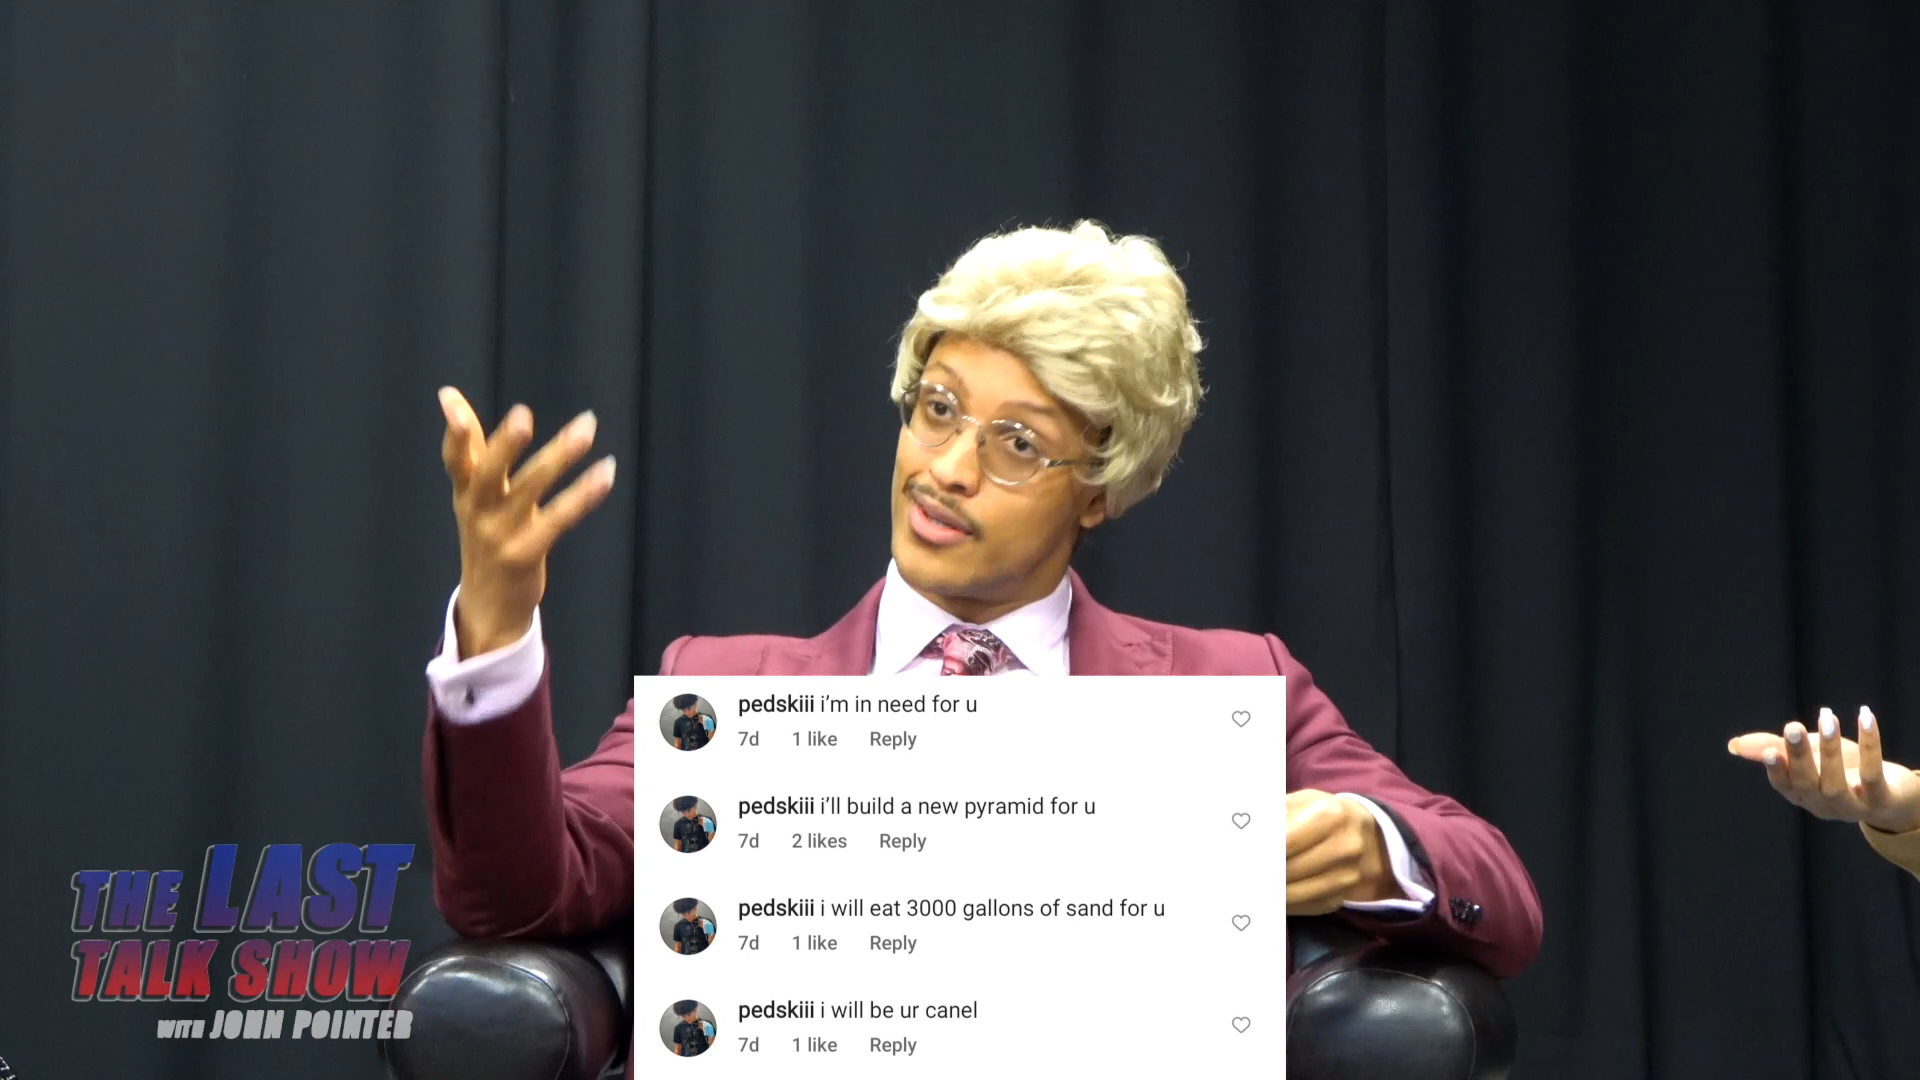 pedskiii i'm in need for u
7d 1 like Reply
pedskiii i'll build a new pyramid for u
7d 2 likes Reply
pedskiii i will eat 3000 gallons of sand for u
7d 1 like Reply
pedskiii i will be ur canel
7d 1 like Reply
THE LAST
TALK SHOW
WITH JOHN POINTER